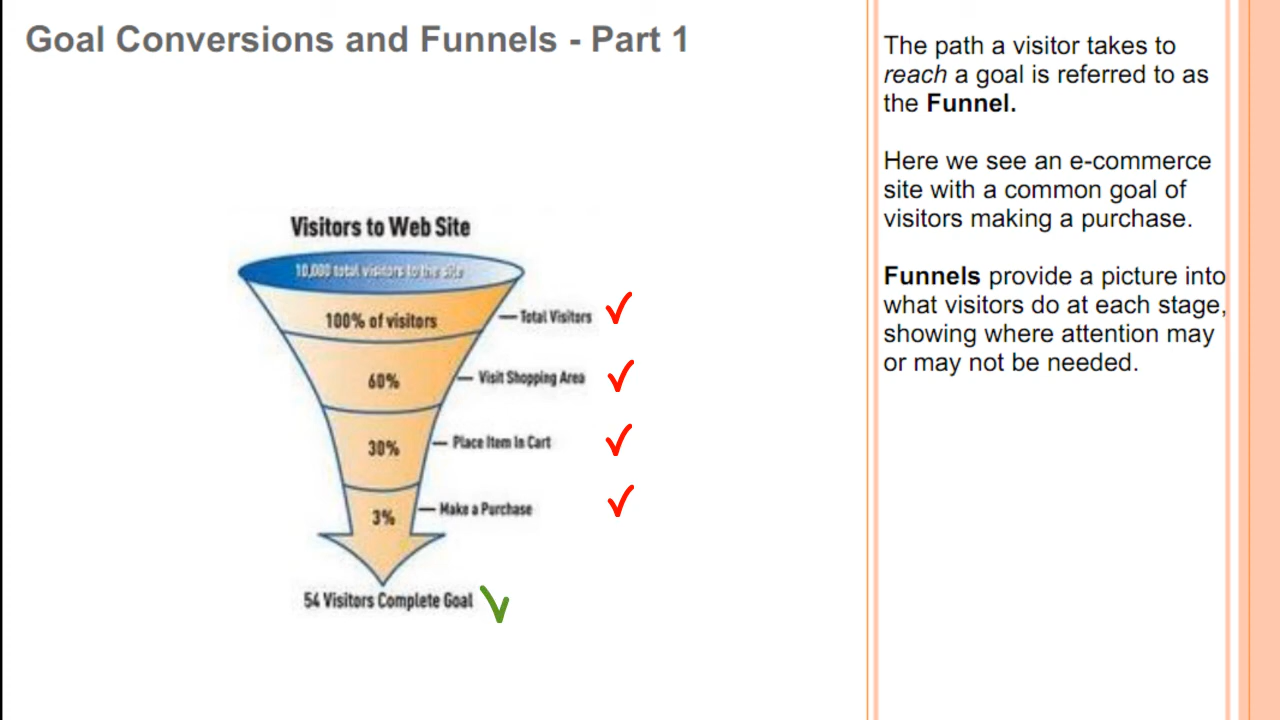 Goal Conversions and Funnels - Part 1
Visitors to Web Site
10,000 total visitors to the site
100% of visitors
Total Visitors
60%
Visit Shopping Area
30%
Place Item In Cart
3%
Make a Purchase
54 Visitors Complete Goal
The path a visitor takes to
reach a goal is referred to as
the Funnel.
Here we see an e-commerce
site with a common goal of
visitors making a purchase.
Funnels provide a picture into
what visitors do at each stage,
showing where attention may
or may not be needed.